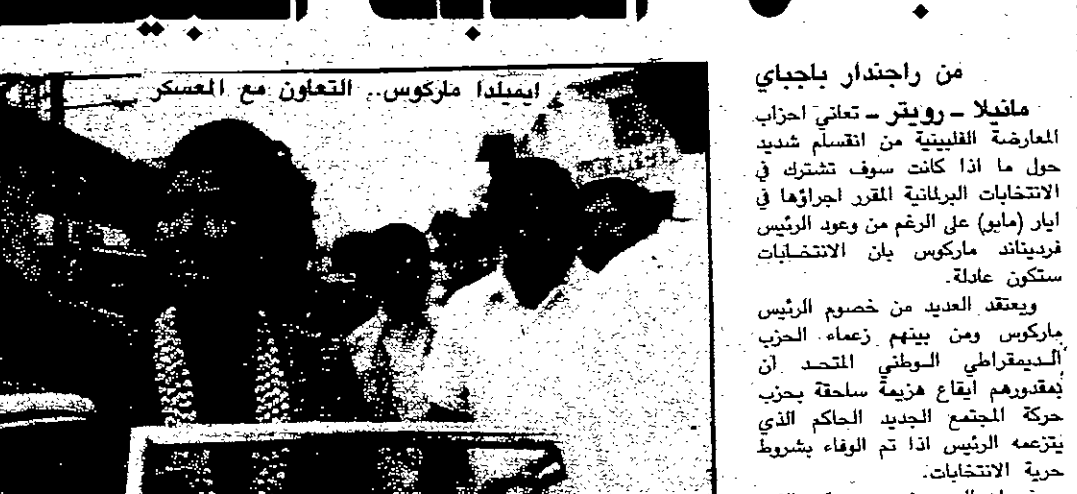 ايميلدا ماركوس.. التعاون مع المعسكر
من راجندار باجباي
مانيلا - رويتر - تعاني احزاب
المعارضة الفلبينية من انقسام شديد
حول ما اذا كانت سوف تشترك في
الانتخابات البرلمانية المقرر اجراؤها في
ايار (مايو) على الرغم من وعود الرئيس
فرديناند ماركوس بان الانتخابات
ستكون عادلة.
ويعتقد العديد من خصوم الرئيس
ماركوس ومن بينهم زعماء الحزب
الديمقراطي الوطني المتحد أن
بمقدورهم ايقاع هزيمة ساحقة بحزب
حركة المجتمع الجديد الحاكم الذي
يتزعمه الرئيس اذا تم الوفاء بشروط
حرية الانتخابات.